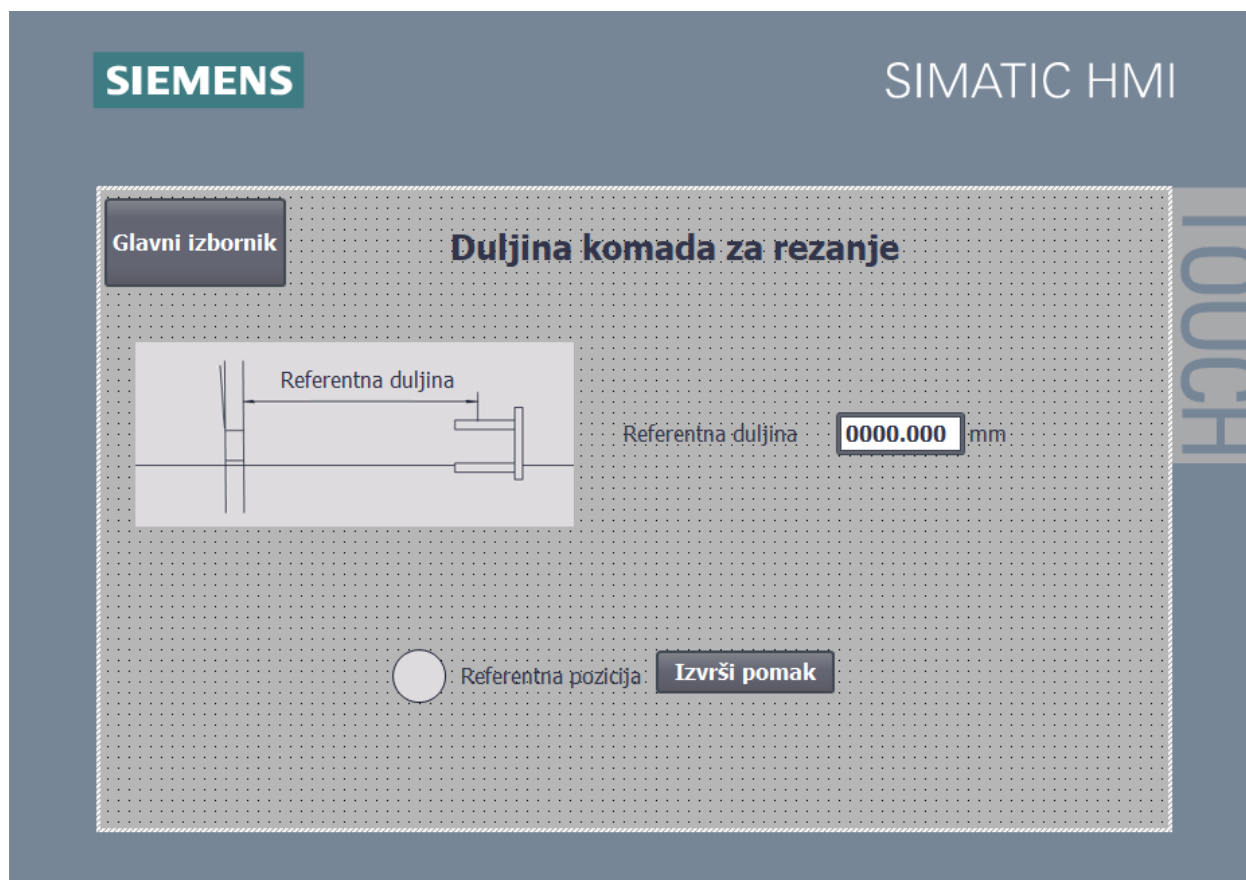 SIEMENS
SIMATIC HMI
TOUCH
Glavni izbornik
Duljina komada za rezanje
Referentna duljina
Referentna duljina 0000.000 mm
Referentna pozicija Izvrši pomak